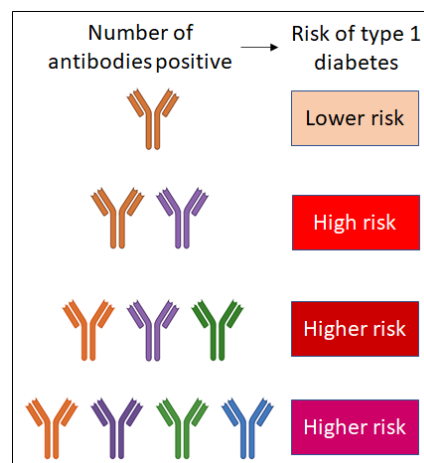 Number of
antibodies positive
Risk of type 1
diabetes
Lower risk
High risk
Higher risk
Higher risk